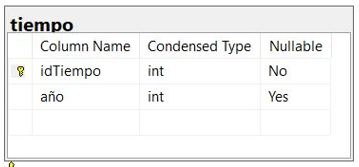 tiempo
Column Name Condensed Type Nullable
idTiempo int No
año int Yes